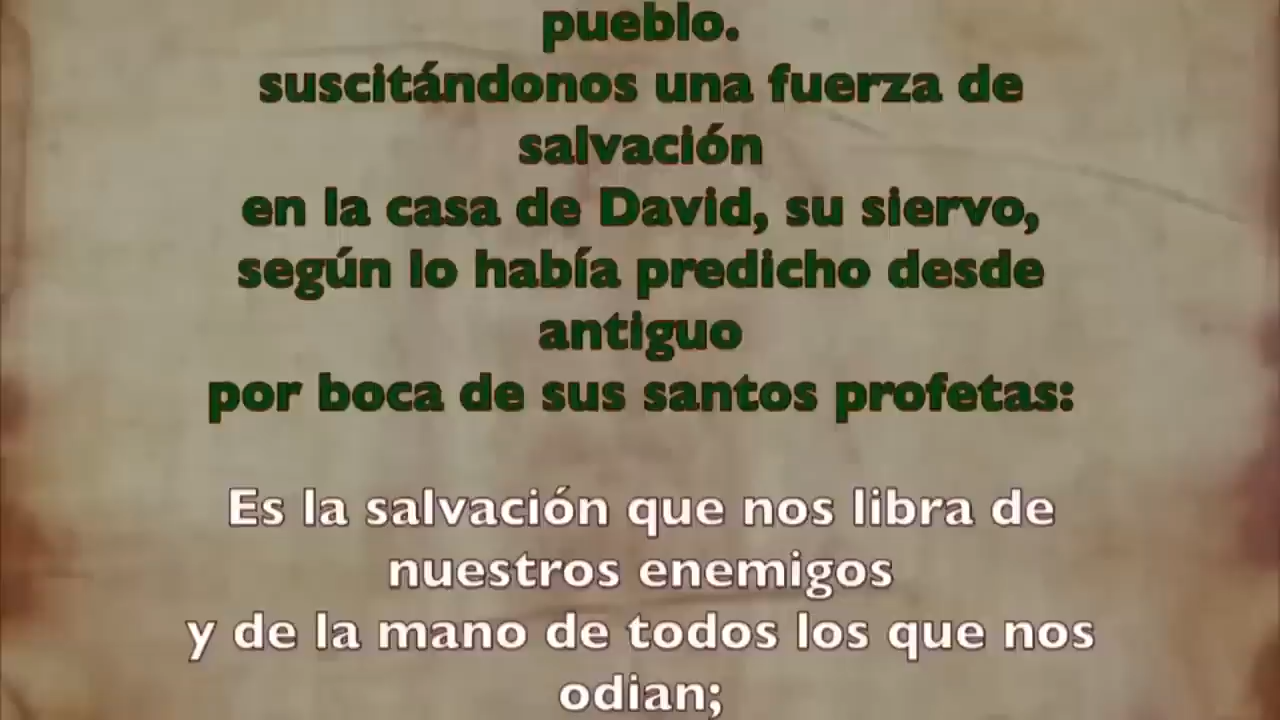 pueblo.
suscitándonos una fuerza de
salvación
en la casa de David, su siervo,
según lo había predicho desde
antiguo
por boca de sus santos profetas:
Es la salvación que nos libra de
nuestros enemigos
y de la mano de todos los que nos
odian;